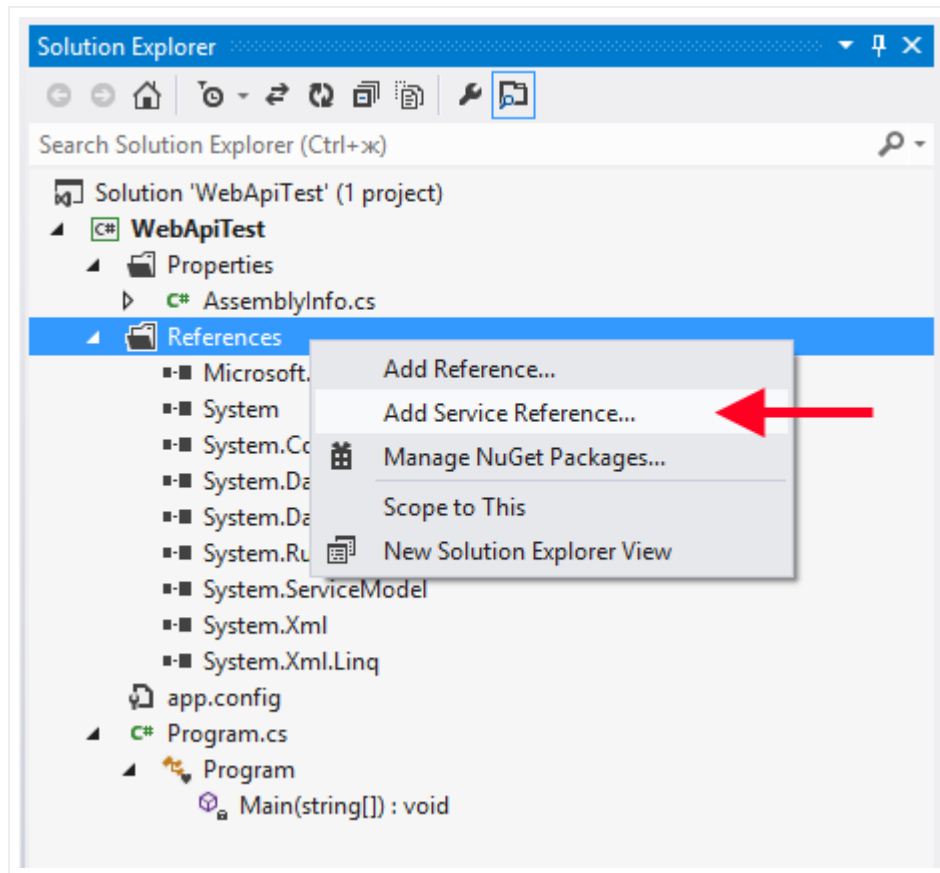 Solution Explorer
Search Solution Explorer (Ctrl+ж)
Solution 'WebApiTest' (1 project)
C# WebApiTest
Properties
C# AssemblyInfo.cs
References
Microsoft.
System
System.Co
System.Da
System.Da
System.Ru
System.ServiceModel
System.Xml
System.Xml.Linq
app.config
C# Program.cs
Program
Main(string[]) : void
Add Reference...
Add Service Reference...
Manage NuGet Packages...
Scope to This
New Solution Explorer View